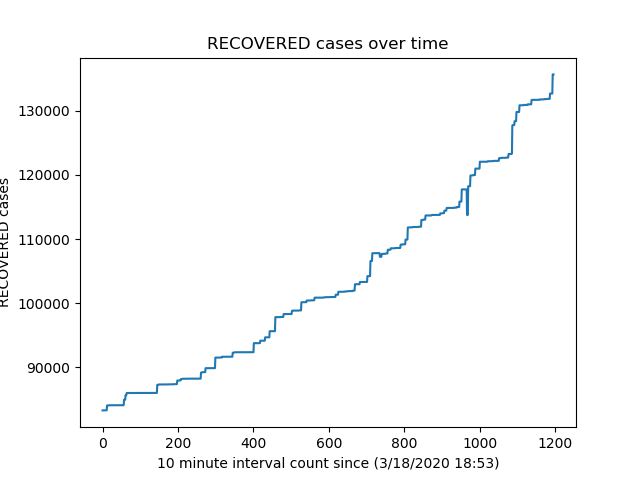 RECOVERED cases over time
RECOVERED cases
130000
120000
110000
100000
90000
0 200 400 600 800 1000 1200
10 minute interval count since (3/18/2020 18:53)